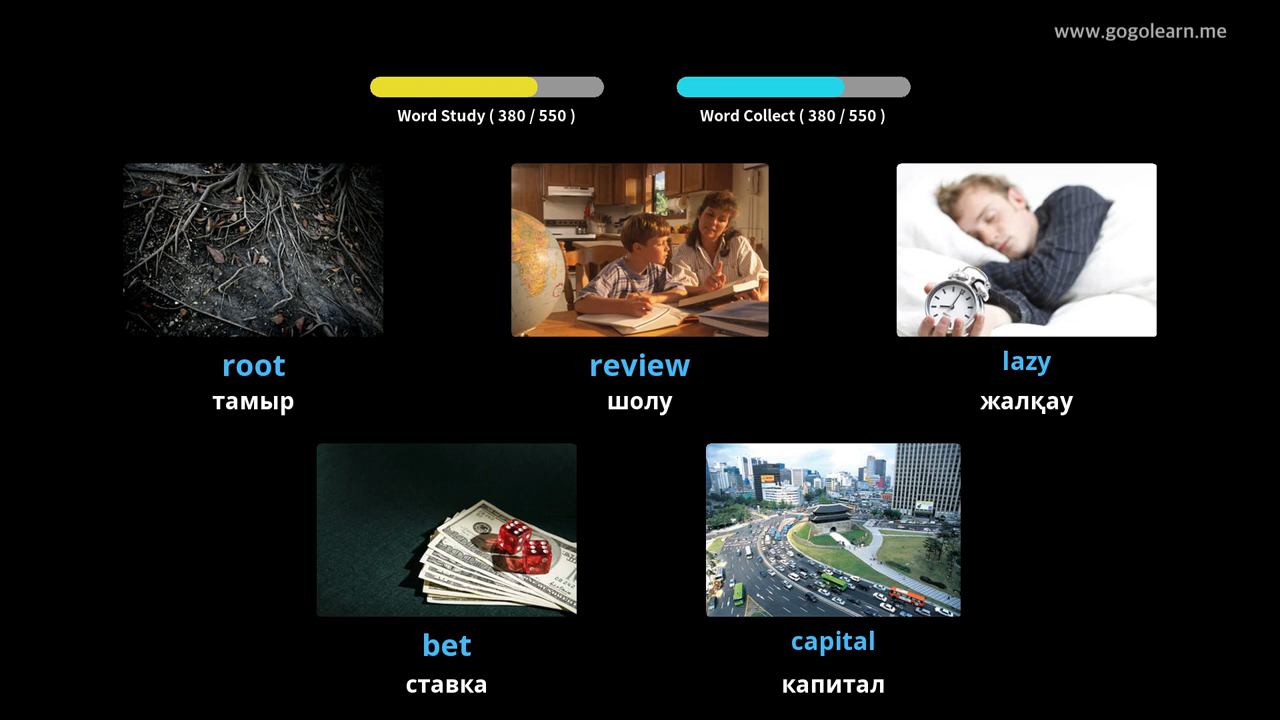 www.gogolearn.me
Word Study ( 380 / 550 )
Word Collect ( 380 / 550 )
root
review
lazy
тамыр
шолу
жалқау
bet
capital
ставка
капитал